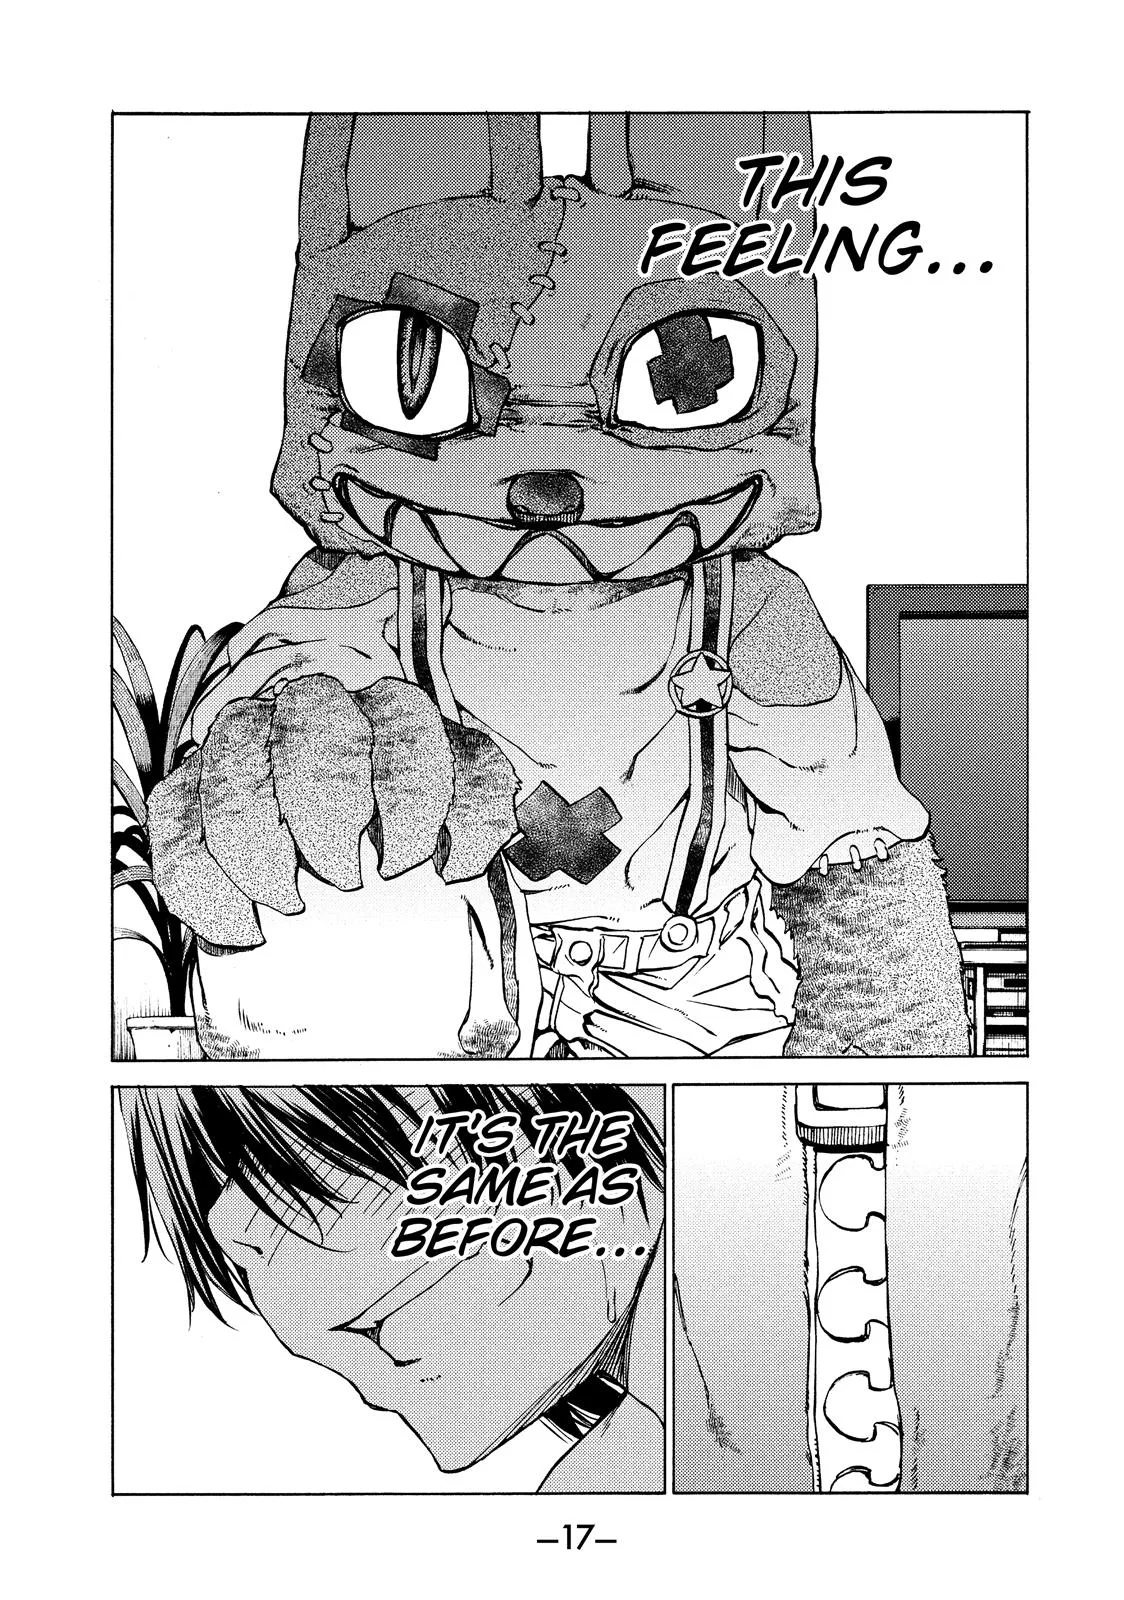 THIS
FEELING...
IT'S THE
SAME AS
BEFORE...
–17–